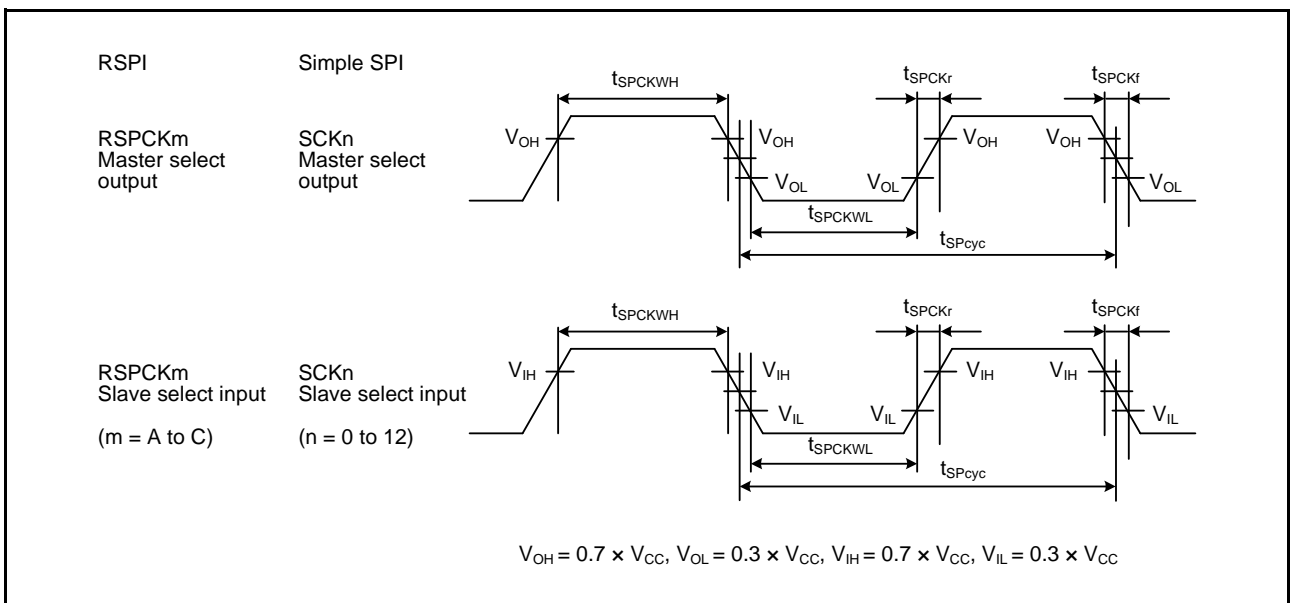 RSPI Simple SPI
tSPCKWH tSPCKr tSPCKf
RSPCKm
Master select
output
SCKn
Master select
output
VOH VOH VOH VOH
VOL VOL VOL
tSPCKWL
tSPcyc
tSPCKWH tSPCKr tSPCKf
RSPCKm
Slave select input
(m = A to C)
SCKn
Slave select input
(n = 0 to 12)
VIH VIH VIH VIH
VIL VIL VIL
tSPCKWL
tSPcyc
VOH = 0.7 × VCC, VOL = 0.3 × VCC, VIH = 0.7 × VCC, VIL = 0.3 × VCC